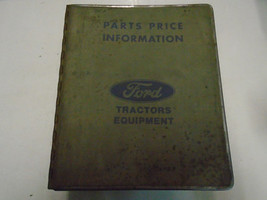 PARTS PRICE
INFORMATION
Ford
TRACTORS
EQUIPMENT